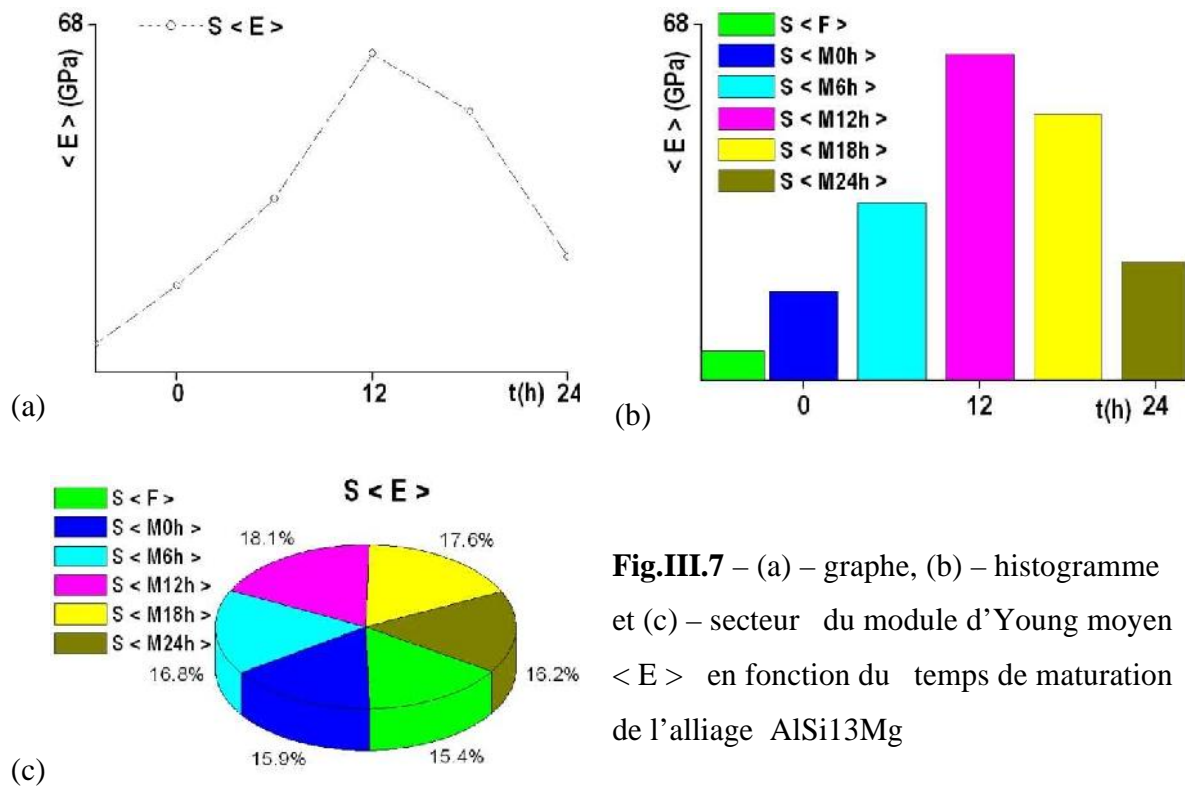 68
S < E >
< E > (GPa)
0
12
t(h)
24
(a)
68
S < F >
S < M0h >
S < M6h >
S < M12h >
S < M18h >
S < M24h >
< E > (GPa)
0
12
t(h)
24
(b)
S < E >
S < F >
S < M0h >
S < M6h >
S < M12h >
S < M18h >
S < M24h >
18.1%
17.6%
16.8%
16.2%
15.9%
15.4%
(c)
Fig.III.7 – (a) – graphe, (b) – histogramme
et (c) – secteur du module d’Young moyen
< E > en fonction du temps de maturation
de l’alliage AlSi13Mg